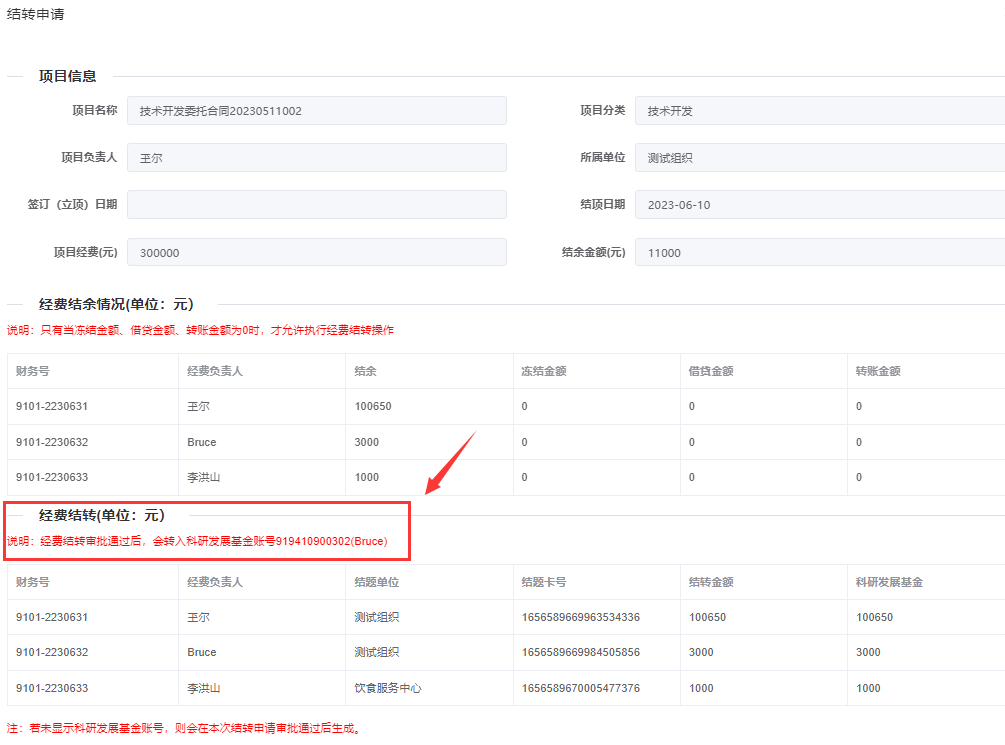 结转申请
项目信息
项目名称 技术开发委托合同20230511002 项目分类 技术开发
项目负责人 王尔 所属单位 测试组织
签订（立项）日期 结项日期 2023-06-10
项目经费(元) 300000 结余金额(元) 11000
经费结余情况(单位：元)
说明：只有当冻结金额、借贷金额、转账金额为0时，才允许执行经费结转操作
财务号 经费负责人 结余 冻结金额 借贷金额 转账金额
9101-2230631 王尔 100650 0 0 0
9101-2230632 Bruce 3000 0 0 0
9101-2230633 李洪山 1000 0 0 0
经费结转(单位：元)
说明：经费结转审批通过后，会转入科研发展基金账号919410900302(Bruce)
财务号 经费负责人 结题单位 结题卡号 结转金额 科研发展基金
9101-2230631 王尔 测试组织 1656589669963534336 100650 100650
9101-2230632 Bruce 测试组织 1656589669984505856 3000 3000
9101-2230633 李洪山 饮食服务中心 1656589670005477376 1000 1000
注：若未显示科研发展基金账号，则会在本次结转申请审批通过后生成。